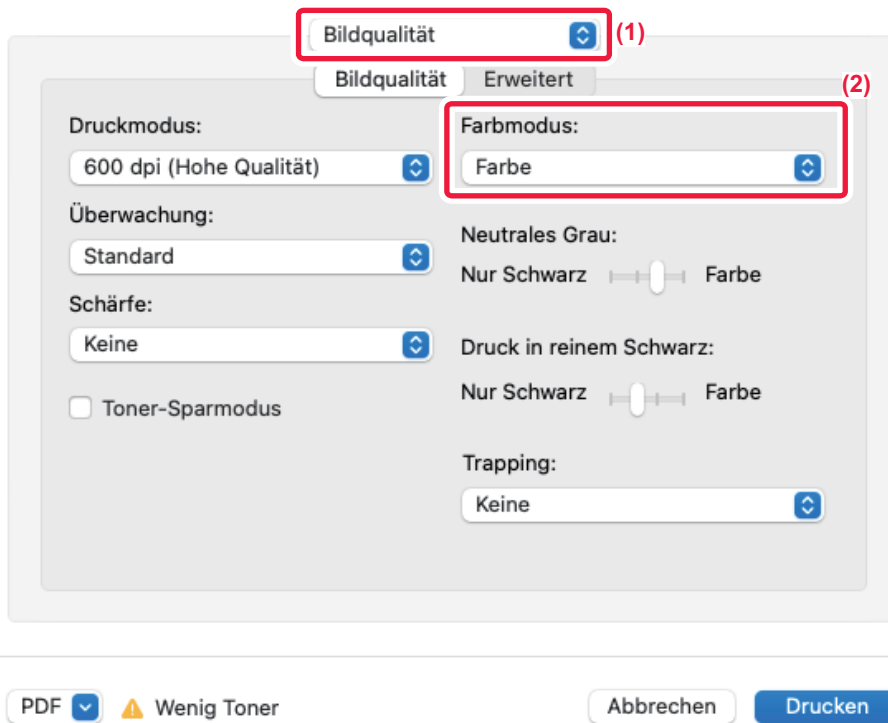 Bildqualität
(1)
Bildqualität Erweitert
(2)
Druckmodus:
600 dpi (Hohe Qualität)
Überwachung:
Standard
Schärfe:
Keine
Toner-Sparmodus
Farbmodus:
Farbe
Neutrales Grau:
Nur Schwarz Farbe
Druck in reinem Schwarz:
Nur Schwarz Farbe
Trapping:
Keine
PDF Wenig Toner Abbrechen Drucken